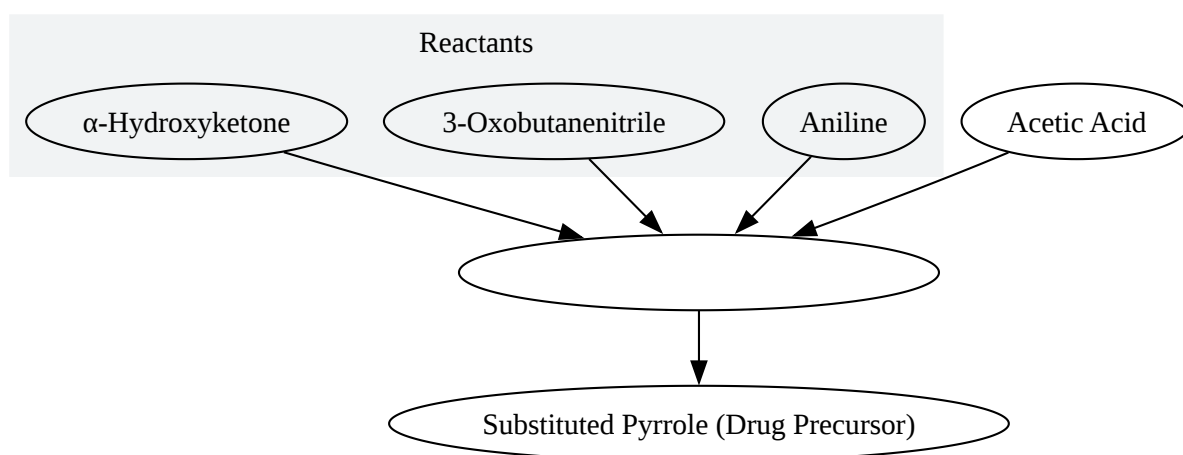 Reactants
α-Hydroxyketone
3-Oxobutanenitrile
Aniline
Acetic Acid
Substituted Pyrrole (Drug Precursor)